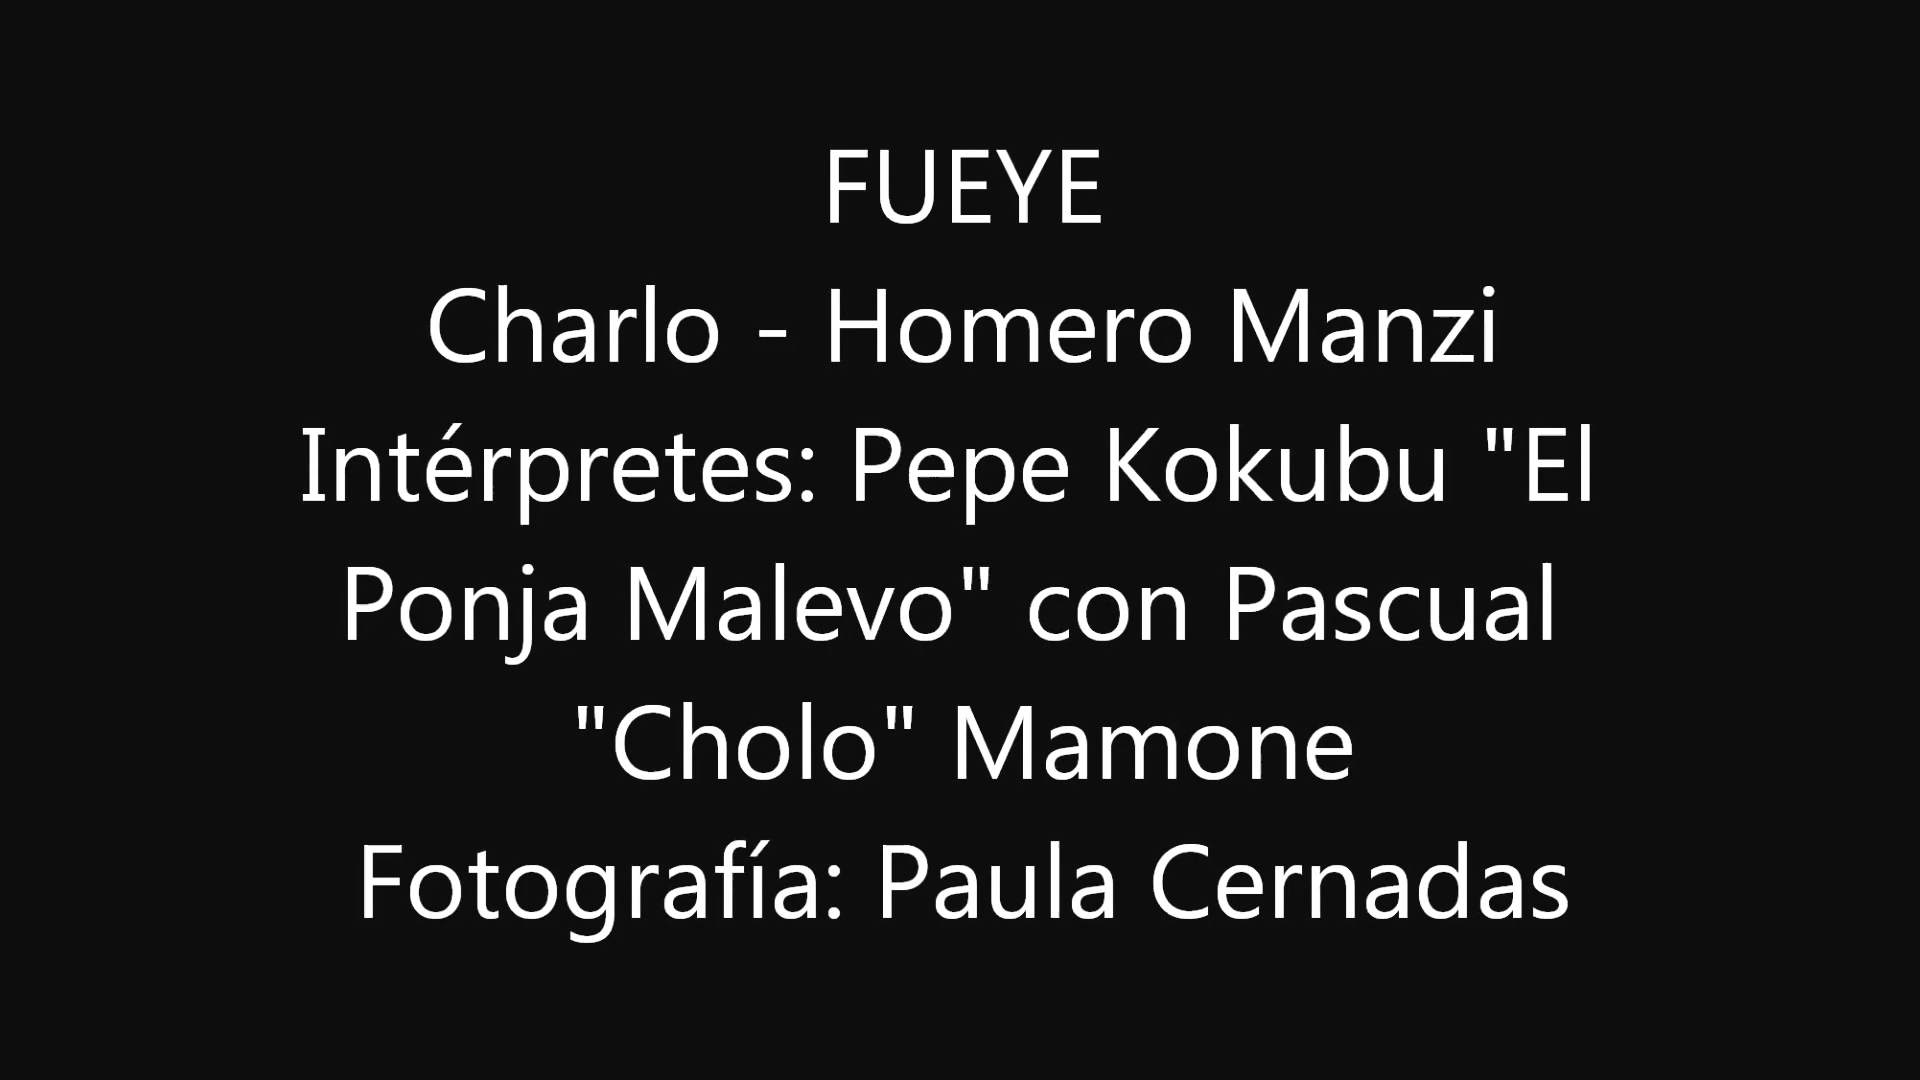 FUEYE
Charlo - Homero Manzi
Intérpretes: Pepe Kokubu "El
Ponja Malevo" con Pascual
"Cholo" Mamone
Fotografía: Paula Cernadas